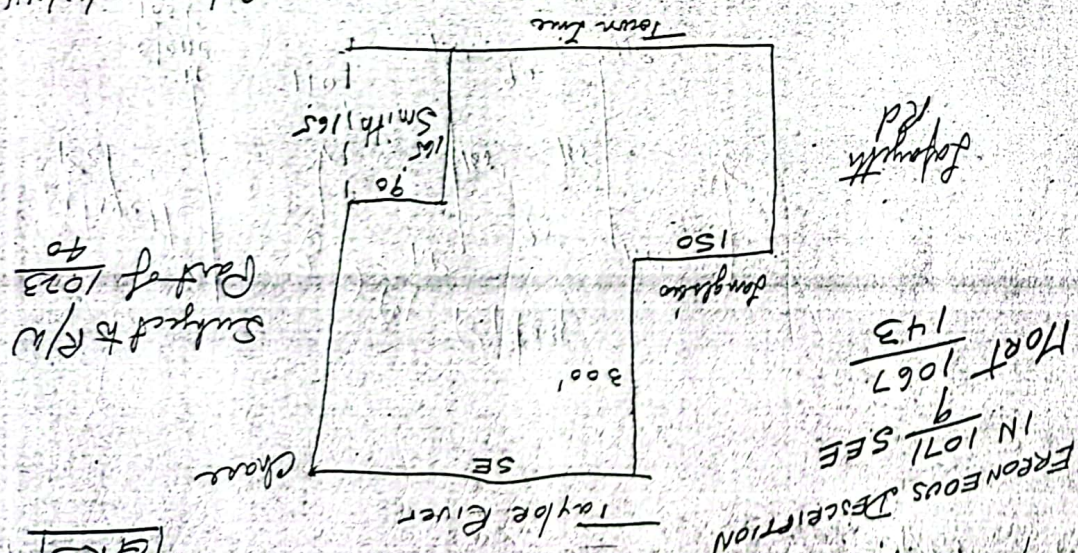 Taylor River
ERRONEOUS DESCRIPTION
IN 1071/9 SEE
MORT 1067/143
SE
Chase
300'
Subject to R/W
Part of 1023/40
150
90
Lafayette
Rd
165
Smith 165
Town Line